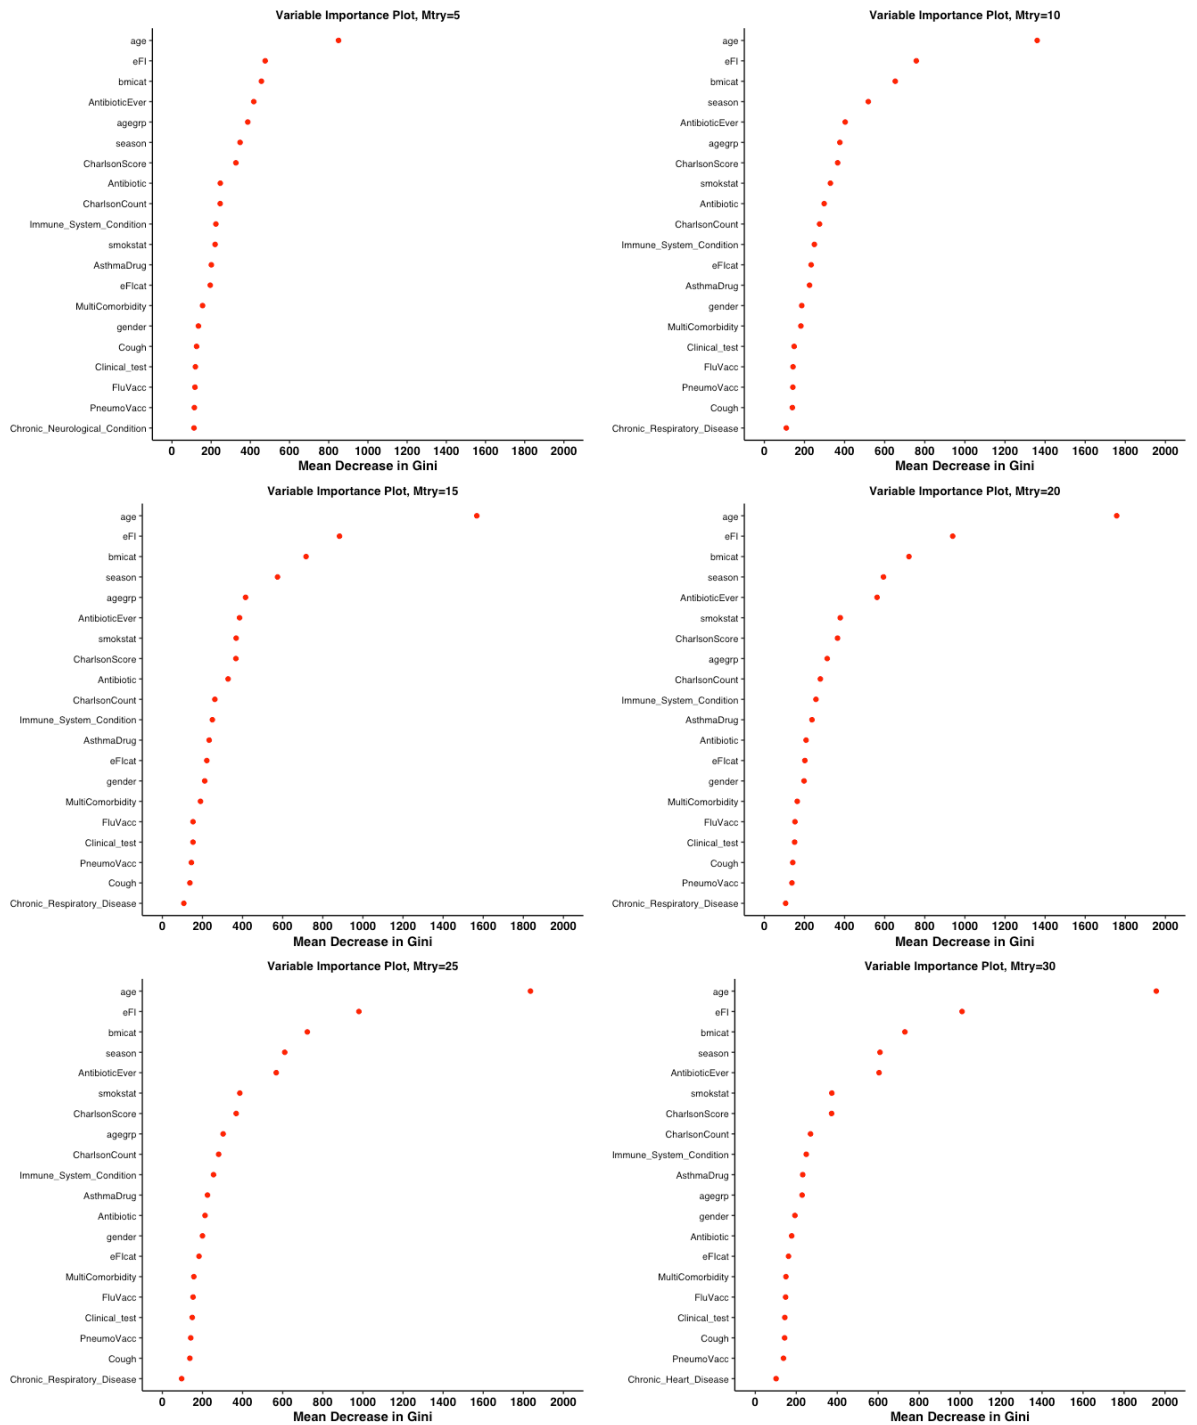 Variable Importance Plot, Mtry=5
age
eFI
bmicat
AntibioticEver
agegrp
season
CharlsonScore
Antibiotic
CharlsonCount
Immune_System_Condition
smokstat
AsthmaDrug
eFIcat
MultiComorbidity
gender
Cough
Clinical_test
FluVacc
PneumoVacc
Chronic_Neurological_Condition
0 200 400 600 800 1000 1200 1400 1600 1800 2000
Mean Decrease in Gini
Variable Importance Plot, Mtry=10
age
eFI
bmicat
season
AntibioticEver
agegrp
CharlsonScore
smokstat
Antibiotic
CharlsonCount
Immune_System_Condition
eFIcat
AsthmaDrug
gender
MultiComorbidity
Clinical_test
FluVacc
PneumoVacc
Cough
Chronic_Respiratory_Disease
0 200 400 600 800 1000 1200 1400 1600 1800 2000
Mean Decrease in Gini
Variable Importance Plot, Mtry=15
age
eFI
bmicat
season
agegrp
AntibioticEver
smokstat
CharlsonScore
Antibiotic
CharlsonCount
Immune_System_Condition
AsthmaDrug
eFIcat
gender
MultiComorbidity
FluVacc
Clinical_test
PneumoVacc
Cough
Chronic_Respiratory_Disease
0 200 400 600 800 1000 1200 1400 1600 1800 2000
Mean Decrease in Gini
Variable Importance Plot, Mtry=20
age
eFI
bmicat
season
AntibioticEver
smokstat
CharlsonScore
agegrp
CharlsonCount
Immune_System_Condition
AsthmaDrug
Antibiotic
eFIcat
gender
MultiComorbidity
FluVacc
Clinical_test
Cough
PneumoVacc
Chronic_Respiratory_Disease
0 200 400 600 800 1000 1200 1400 1600 1800 2000
Mean Decrease in Gini
Variable Importance Plot, Mtry=25
age
eFI
bmicat
season
AntibioticEver
smokstat
CharlsonScore
agegrp
CharlsonCount
Immune_System_Condition
AsthmaDrug
Antibiotic
gender
eFIcat
MultiComorbidity
FluVacc
Clinical_test
PneumoVacc
Cough
Chronic_Respiratory_Disease
0 200 400 600 800 1000 1200 1400 1600 1800 2000
Mean Decrease in Gini
Variable Importance Plot, Mtry=30
age
eFI
bmicat
season
AntibioticEver
smokstat
CharlsonScore
CharlsonCount
Immune_System_Condition
AsthmaDrug
agegrp
gender
Antibiotic
eFIcat
MultiComorbidity
FluVacc
Clinical_test
Cough
PneumoVacc
Chronic_Heart_Disease
0 200 400 600 800 1000 1200 1400 1600 1800 2000
Mean Decrease in Gini